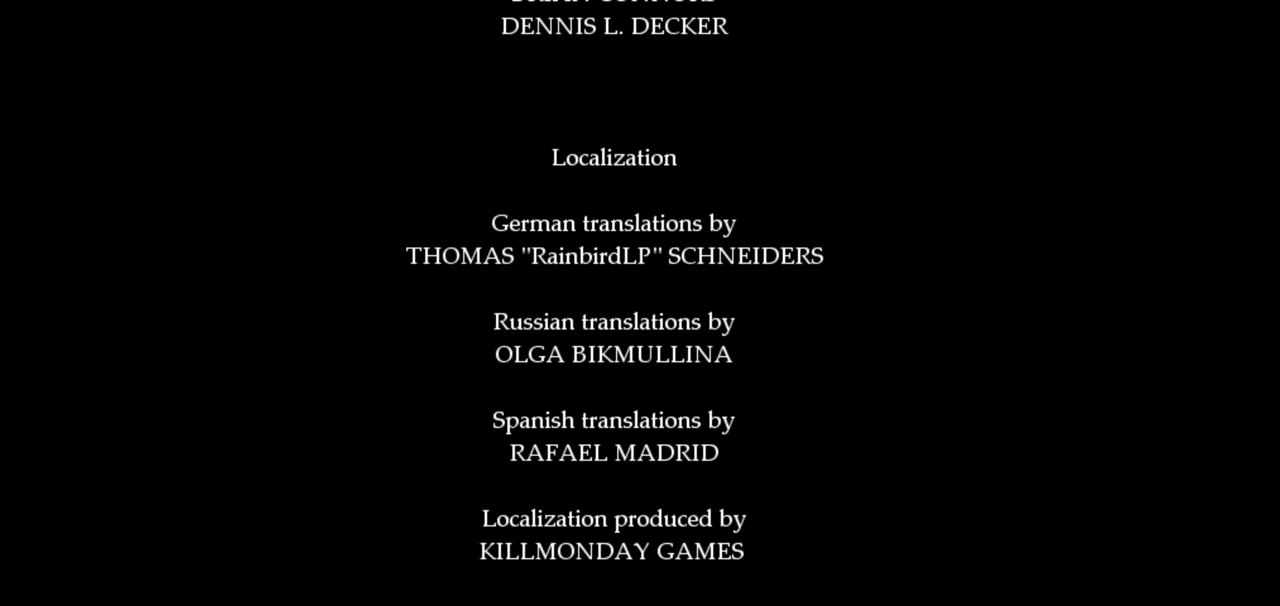 DENNIS L. DECKER
Localization
German translations by
THOMAS "RainbirdLP" SCHNEIDERS
Russian translations by
OLGA BIKMULLINA
Spanish translations by
RAFAEL MADRID
Localization produced by
KILLMONDAY GAMES